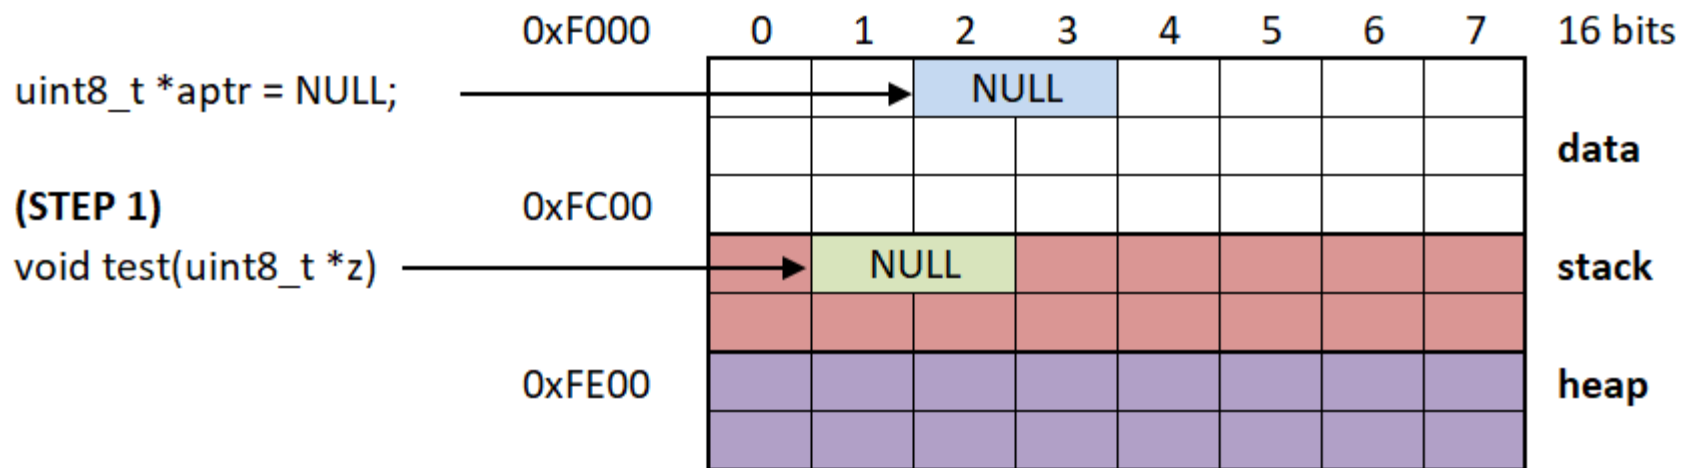 0xF000 0 1 2 3 4 5 6 7 16 bits
uint8_t *aptr = NULL; NULL
data
(STEP 1) 0xFC00
void test(uint8_t *z) NULL stack
0xFE00 heap